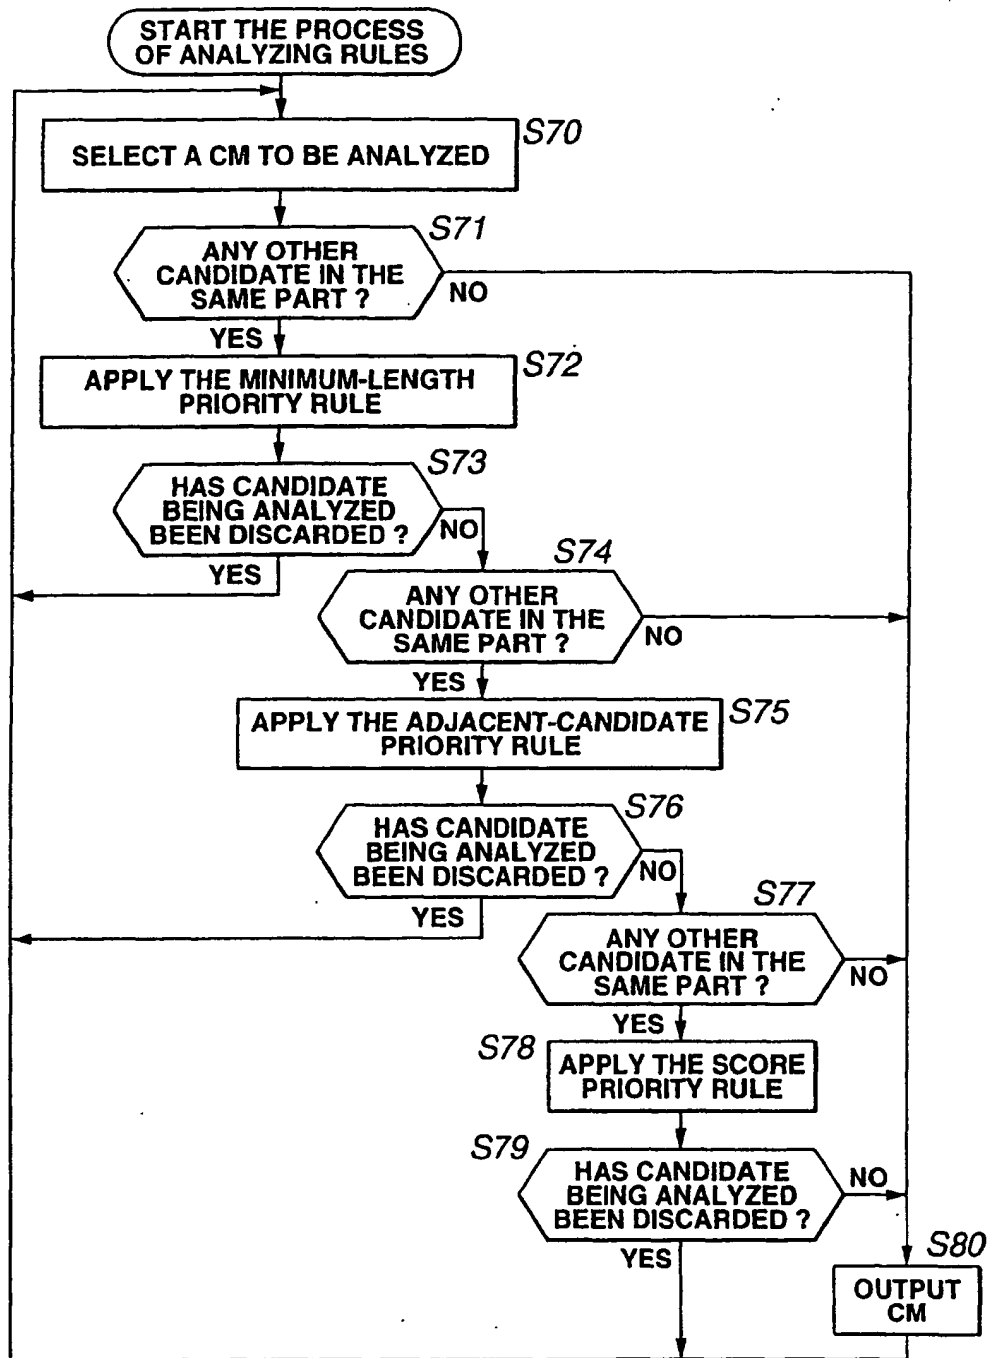 START THE PROCESS
OF ANALYZING RULES
S70
SELECT A CM TO BE ANALYZED
S71
ANY OTHER
CANDIDATE IN THE
SAME PART ?
NO
YES
S72
APPLY THE MINIMUM-LENGTH
PRIORITY RULE
S73
HAS CANDIDATE
BEING ANALYZED
BEEN DISCARDED ?
NO
YES
S74
ANY OTHER
CANDIDATE IN THE
SAME PART ?
NO
YES
S75
APPLY THE ADJACENT-CANDIDATE
PRIORITY RULE
S76
HAS CANDIDATE
BEING ANALYZED
BEEN DISCARDED ?
NO
YES
S77
ANY OTHER
CANDIDATE IN THE
SAME PART ?
NO
YES
S78
APPLY THE SCORE
PRIORITY RULE
S79
HAS CANDIDATE
BEING ANALYZED
BEEN DISCARDED ?
NO
YES
S80
OUTPUT
CM